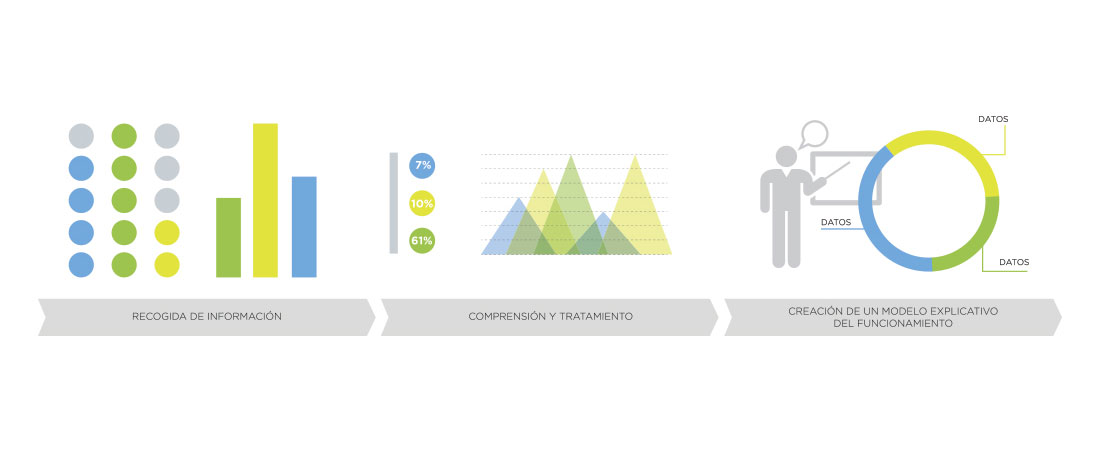 7%
10%
61%
DATOS
DATOS
DATOS
RECOGIDA DE INFORMACIÓN
COMPRENSIÓN Y TRATAMIENTO
CREACIÓN DE UN MODELO EXPLICATIVO
DEL FUNCIONAMIENTO